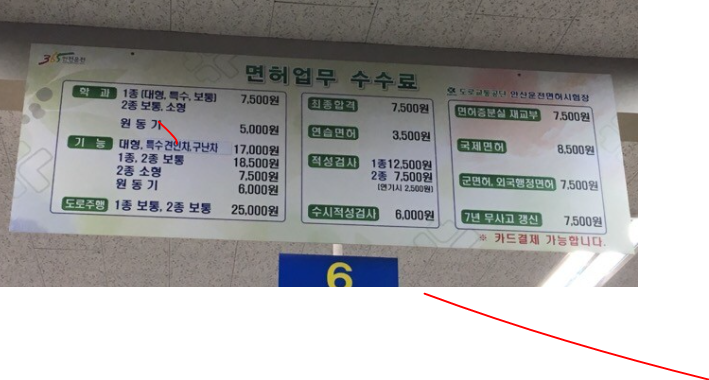 365 안전운전
면허업무 수수료
도로교통공단 안산운전면허시험장
학 과 1종 (대형, 특수, 보통) 7,500원
2종 보통, 소형
원 동 기 5,000원
기 능 대형, 특수견인차,구난차 17,000원
1종, 2종 보통 18,500원
2종 소형 7,500원
원 동 기 6,000원
도로주행 1종 보통, 2종 보통 25,000원
최종합격 7,500원
연습면허 3,500원
적성검사 1종12,500원
2종 7,500원
(연기시 2,500원)
수시적성검사 6,000원
면허증분실 재교부 7,500원
국제면허 8,500원
군면허, 외국행정면허 7,500원
7년 무사고 갱신 7,500원
※ 카드결제 가능합니다.
6